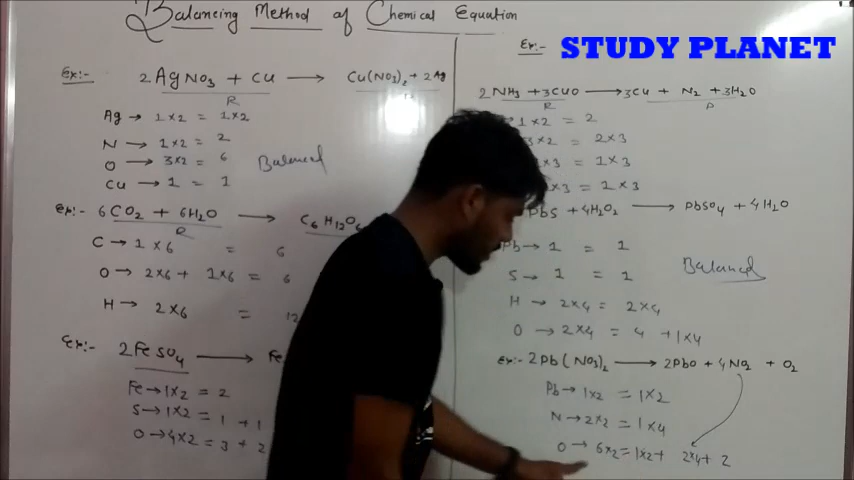 Balancing Method of Chemical Equation
Ex:-
2AgNO3 + Cu → Cu(NO3)2 + 2Ag
R
Ag → 1×2 = 1×2
N → 1×2 = 2
O → 3×2 = 6
Cu → 1 = 1
Balanced
Ex:- 6CO2 + 6H2O → C6H12O6
R
C → 1×6 = 6
O → 2×6 + 1×6 = 6
H → 2×6 = 12
Ex:- 2FeSO4 → Fe
Fe → 1×2 = 2
S → 1×2 = 1 + 1
O → 4×2 = 3 + 2
Ex:-
STUDY PLANET
2NH3 + 3CuO → 3Cu + N2 + 3H2O
R P
1×2 = 2
3×2 = 2×3
×3 = 1×3
×3 = 1×3
PbS + 4H2O2 → PbSO4 + 4H2O
Pb → 1 = 1
S → 1 = 1
Balanced
H → 2×4 = 2×4
O → 2×4 = 4 + 1×4
Ex:- 2Pb(NO3)2 → 2PbO + 4NO2 + O2
Pb → 1×2 = 1×2
N → 2×2 = 1×4
O → 6×2 = 1×2 + 2×4 + 2